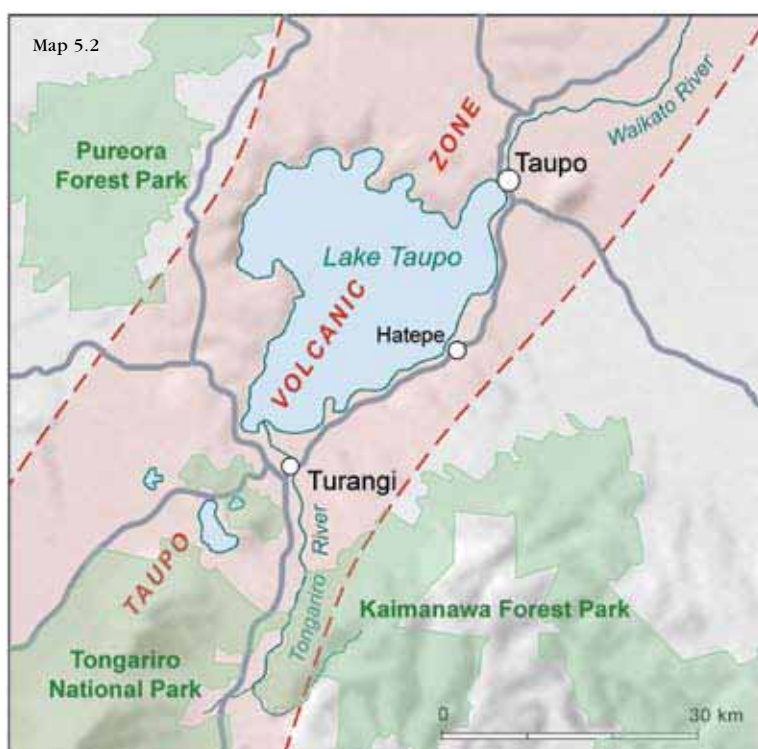 Map 5.2
Waikato River
ZONE
Pureora
Forest Park
Taupo
Lake Taupo
VOLCANIC
Hatepe
Turangi
TAUPO
Tongariro River
Kaimanawa Forest Park
Tongariro
National Park
0 30 km